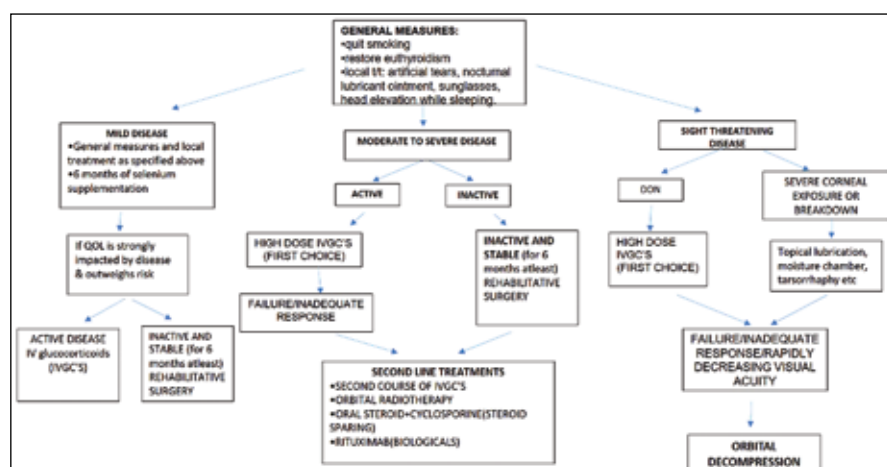 GENERAL MEASURES:
•quit smoking
•restore euthyroidism
•local t/t: artificial tears, nocturnal
lubricant ointment, sunglasses,
head elevation while sleeping.
MILD DISEASE
•General measures and local
treatment as specified above
•6 months of selenium
supplementation
If QOL is strongly
impacted by disease
& outweighs risk
ACTIVE DISEASE
IV glucocorticoids
(IVGC'S)
INACTIVE AND
STABLE (for 6
months atleast)
REHABILITATIVE
SURGERY
MODERATE TO SEVERE DISEASE
ACTIVE
INACTIVE
HIGH DOSE IVGC'S
(FIRST CHOICE)
FAILURE/INADEQUATE
RESPONSE
INACTIVE AND
STABLE (for 6
months atleast)
REHABILITATIVE
SURGERY
SECOND LINE TREATMENTS
•SECOND COURSE OF IVGC'S
•ORBITAL RADIOTHERAPY
•ORAL STEROID+CYCLOSPORINE(STEROID
SPARING)
•RITUXIMAB(BIOLOGICALS)
SIGHT THREATENING
DISEASE
DON
SEVERE CORNEAL
EXPOSURE OR
BREAKDOWN
HIGH DOSE
IVGC'S
(FIRST CHOICE)
Topical lubrication,
moisture chamber,
tarsorrhaphy etc
FAILURE/INADEQUATE
RESPONSE/RAPIDLY
DECREASING VISUAL
ACUITY
ORBITAL
DECOMPRESSION